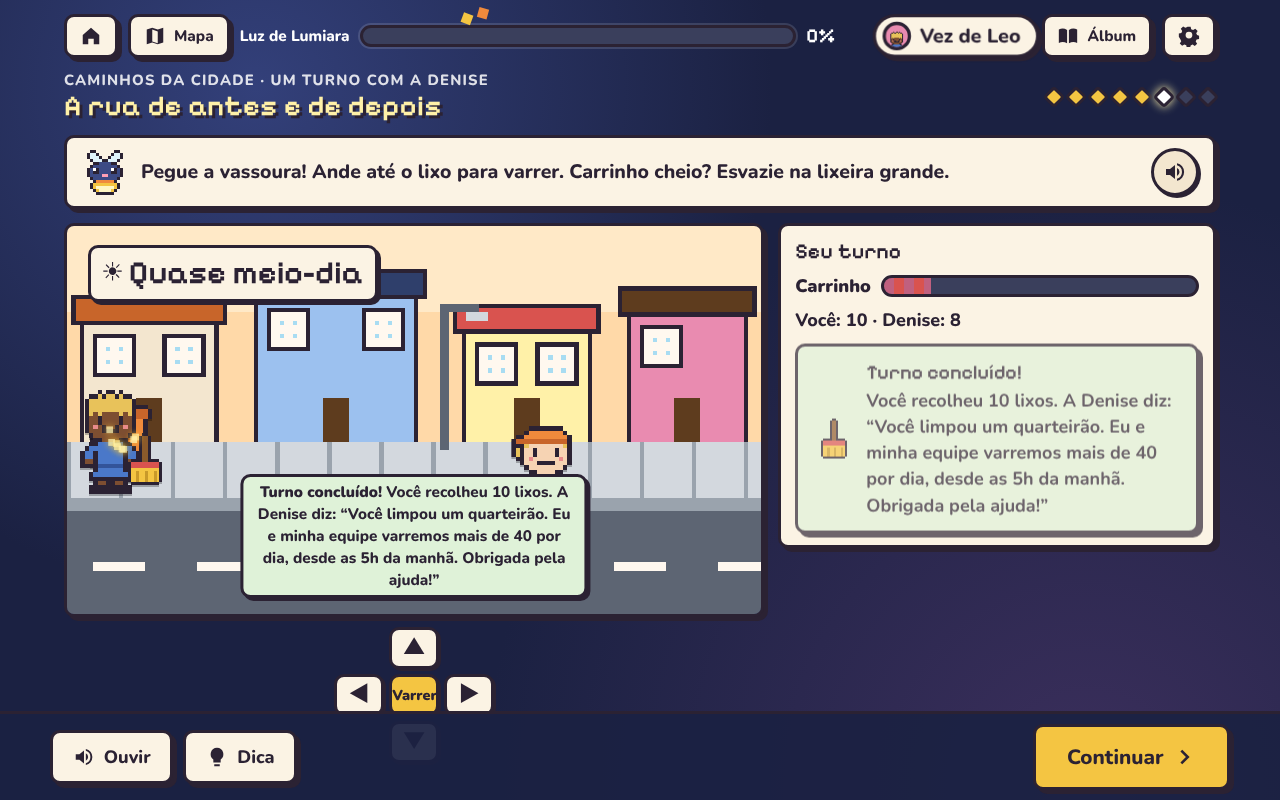 Mapa
Luz de Lumiara
0%
Vez de Leo
Álbum
CAMINHOS DA CIDADE · UM TURNO COM A DENISE
A rua de antes e de depois
Pegue a vassoura! Ande até o lixo para varrer. Carrinho cheio? Esvazie na lixeira grande.
Quase meio-dia
Turno concluído! Você recolheu 10 lixos. A
Denise diz: “Você limpou um quarteirão. Eu
e minha equipe varremos mais de 40 por
dia, desde as 5h da manhã. Obrigada pela
ajuda!”
Seu turno
Carrinho
Você: 10 · Denise: 8
Turno concluído!
Você recolheu 10 lixos. A Denise diz:
“Você limpou um quarteirão. Eu e
minha equipe varremos mais de 40
por dia, desde as 5h da manhã.
Obrigada pela ajuda!”
Varrer
Ouvir
Dica
Continuar